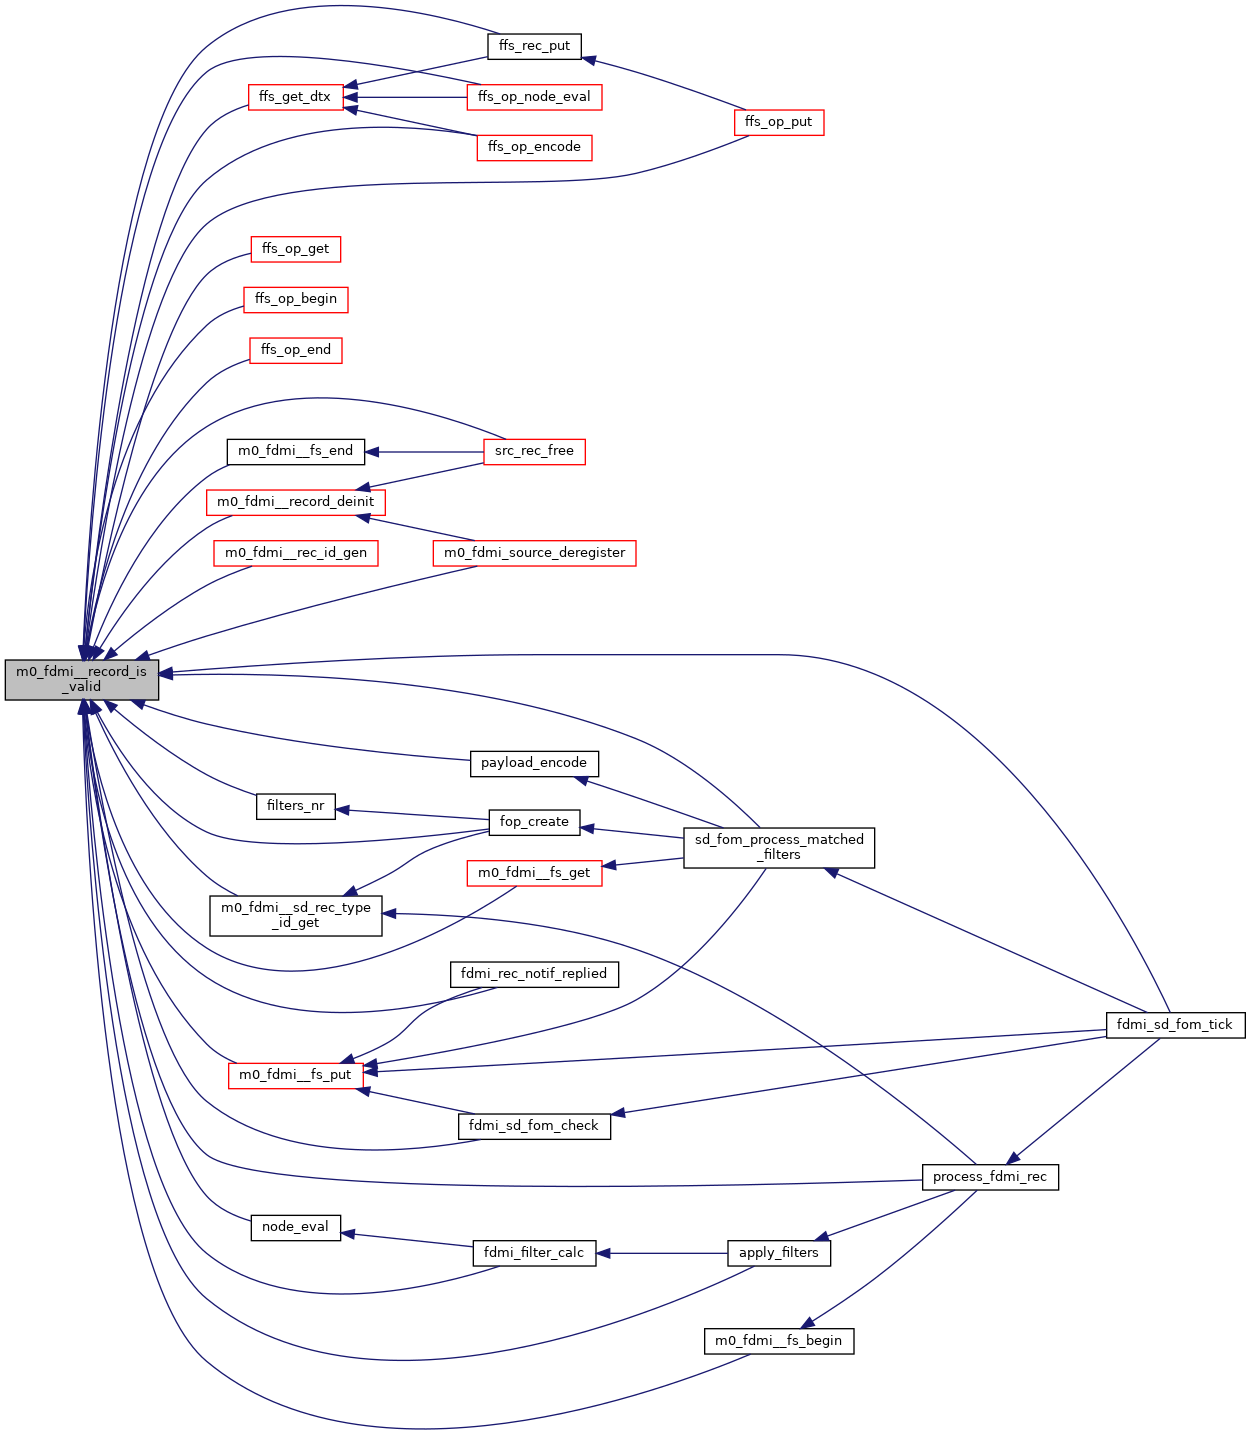 ffs_rec_put
ffs_get_dtx
ffs_op_node_eval
ffs_op_put
ffs_op_encode
ffs_op_get
ffs_op_begin
ffs_op_end
m0_fdmi__fs_end
src_rec_free
m0_fdmi__record_deinit
m0_fdmi__rec_id_gen
m0_fdmi_source_deregister
m0_fdmi__record_is
_valid
payload_encode
filters_nr
fop_create
sd_fom_process_matched
_filters
m0_fdmi__fs_get
m0_fdmi__sd_rec_type
_id_get
fdmi_rec_notif_replied
fdmi_sd_fom_tick
m0_fdmi__fs_put
fdmi_sd_fom_check
process_fdmi_rec
node_eval
fdmi_filter_calc
apply_filters
m0_fdmi__fs_begin